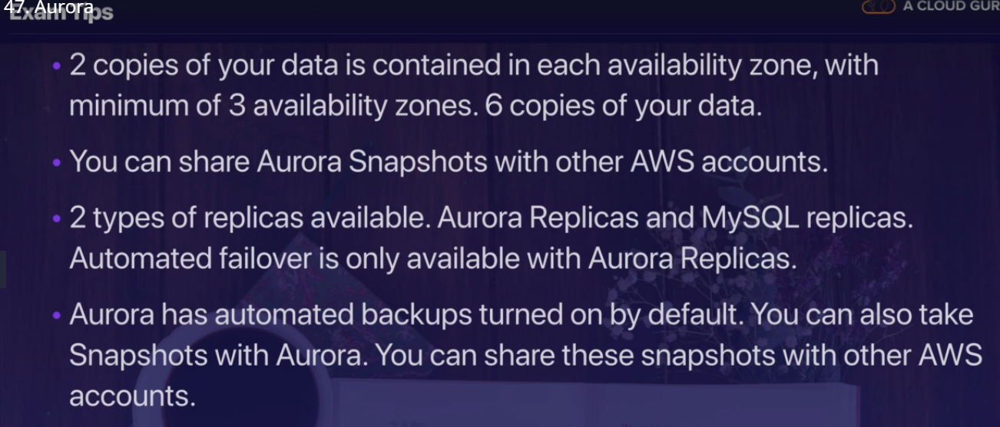 47. Aurora
Exam Tips
A CLOUD GUR
• 2 copies of your data is contained in each availability zone, with
minimum of 3 availability zones. 6 copies of your data.
• You can share Aurora Snapshots with other AWS accounts.
• 2 types of replicas available. Aurora Replicas and MySQL replicas.
Automated failover is only available with Aurora Replicas.
• Aurora has automated backups turned on by default. You can also take
Snapshots with Aurora. You can share these snapshots with other AWS
accounts.